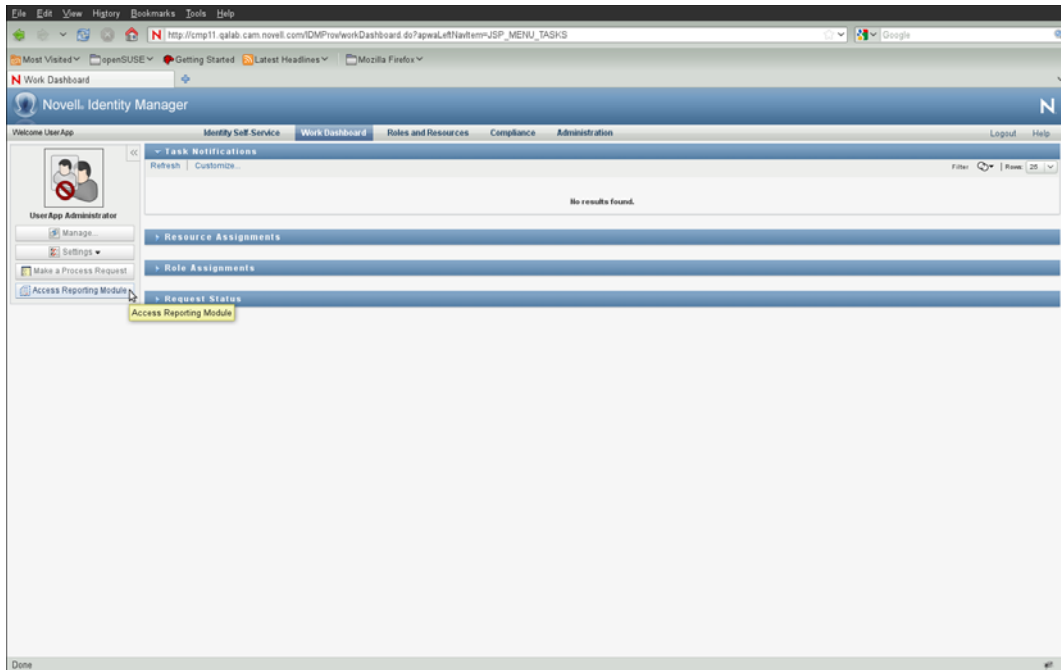 File Edit View History Bookmarks Tools Help
http://cmp11.qalab.cam.novell.com/IDMProv/workDashboard.do?apwaLeftNavItem=JSP_MENU_TASKS
Google
Most Visited openSUSE Getting Started Latest Headlines Mozilla Firefox
Work Dashboard
Novell® Identity Manager N
Welcome UserApp Identity Self-Service Work Dashboard Roles and Resources Compliance Administration Logout Help
Task Notifications
Refresh Customize... Filter Rows: 25
No results found.
UserApp Administrator
Manage...
Settings
Make a Process Request
Access Reporting Module
Resource Assignments
Role Assignments
Request Status
Access Reporting Module
Done